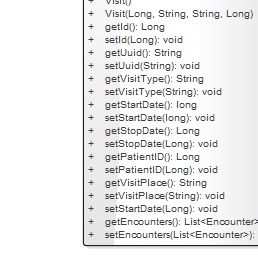 + Visit()
+ Visit(Long, String, String, Long)
+ getId(): Long
+ setId(Long): void
+ getUuid(): String
+ setUuid(String): void
+ getVisitType(): String
+ setVisitType(String): void
+ getStartDate(): long
+ setStartDate(long): void
+ getStopDate(): Long
+ setStopDate(Long): void
+ getPatientID(): Long
+ setPatientID(Long): void
+ getVisitPlace(): String
+ setVisitPlace(String): void
+ setStartDate(Long): void
+ getEncounters(): List<Encounter>
+ setEncounters(List<Encounter>):